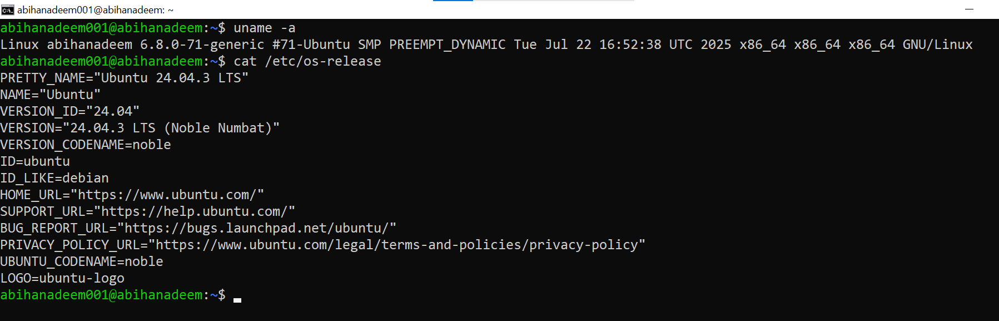 abihanadeem001@abihanadeem: ~
abihanadeem001@abihanadeem:~$ uname -a
Linux abihanadeem 6.8.0-71-generic #71-Ubuntu SMP PREEMPT_DYNAMIC Tue Jul 22 16:52:38 UTC 2025 x86_64 x86_64 x86_64 GNU/Linux
abihanadeem001@abihanadeem:~$ cat /etc/os-release
PRETTY_NAME="Ubuntu 24.04.3 LTS"
NAME="Ubuntu"
VERSION_ID="24.04"
VERSION="24.04.3 LTS (Noble Numbat)"
VERSION_CODENAME=noble
ID=ubuntu
ID_LIKE=debian
HOME_URL="https://www.ubuntu.com/"
SUPPORT_URL="https://help.ubuntu.com/"
BUG_REPORT_URL="https://bugs.launchpad.net/ubuntu/"
PRIVACY_POLICY_URL="https://www.ubuntu.com/legal/terms-and-policies/privacy-policy"
UBUNTU_CODENAME=noble
LOGO=ubuntu-logo
abihanadeem001@abihanadeem:~$